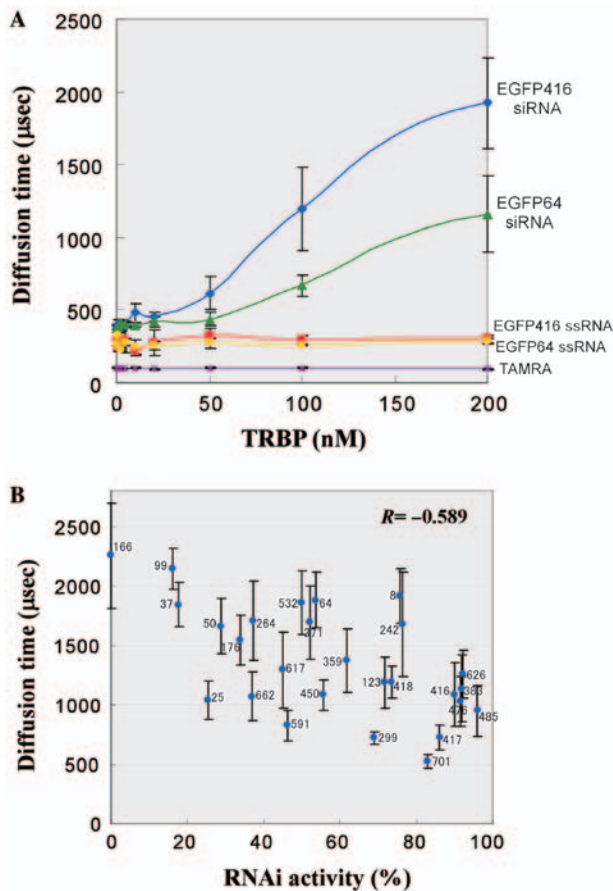 A
Diffusion time (µsec)
2500
2000
1500
1000
500
0
0 50 100 150 200
TRBP (nM)
EGFP416
siRNA
EGFP64
siRNA
EGFP416 ssRNA
EGFP64 ssRNA
TAMRA
B
Diffusion time (µsec)
2500
2000
1500
1000
500
0
0 20 40 60 80 100
RNAi activity (%)
R= –0.589
166
99
37
50
176
264
25
662
617
591
532
371
64
450
359
299
123
418
8
242
701
417
416
476
626
383
485